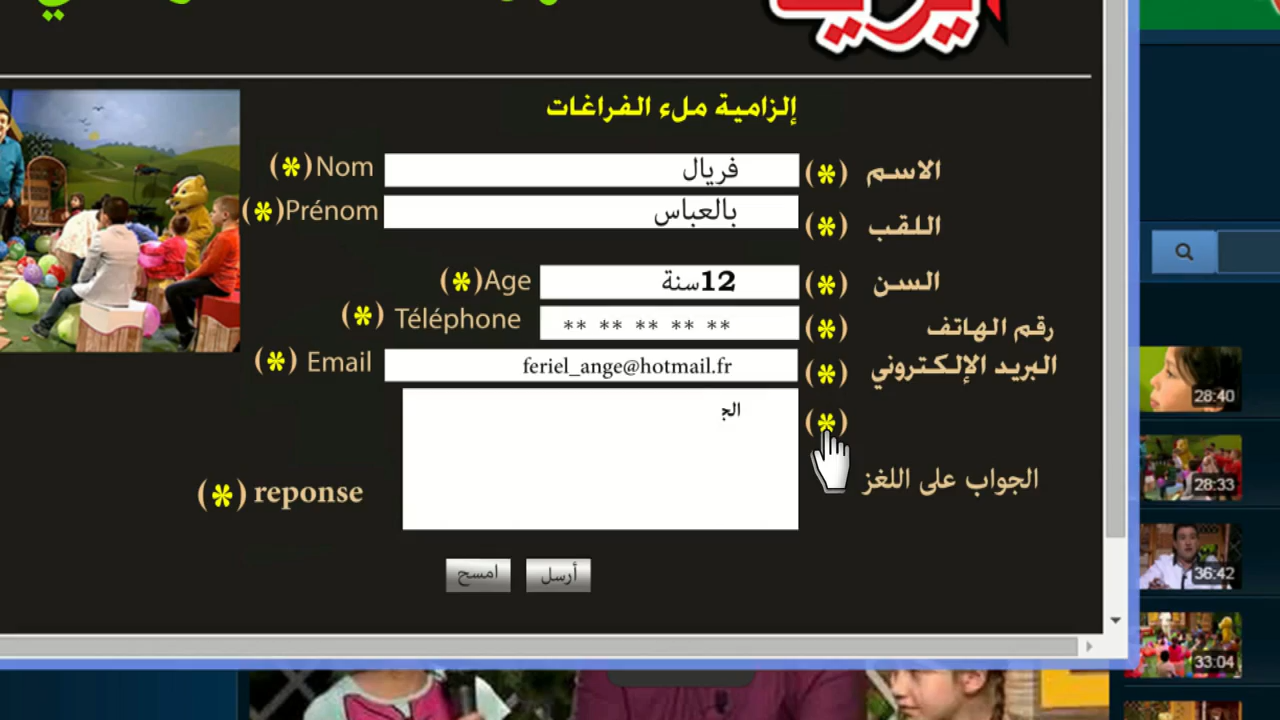 إلزامية ملء الفراغات
الاسم (*) فريال Nom (*)
اللقب (*) بالعباس Prénom (*)
السن (*) 12سنة Age (*)
رقم الهاتف (*) ** ** ** ** ** Téléphone (*)
البريد الإلكتروني (*) feriel_ange@hotmail.fr Email (*)
(*) الج
الجواب على اللغز reponse (*)
أرسل امسح
28:40
28:33
36:42
33:04